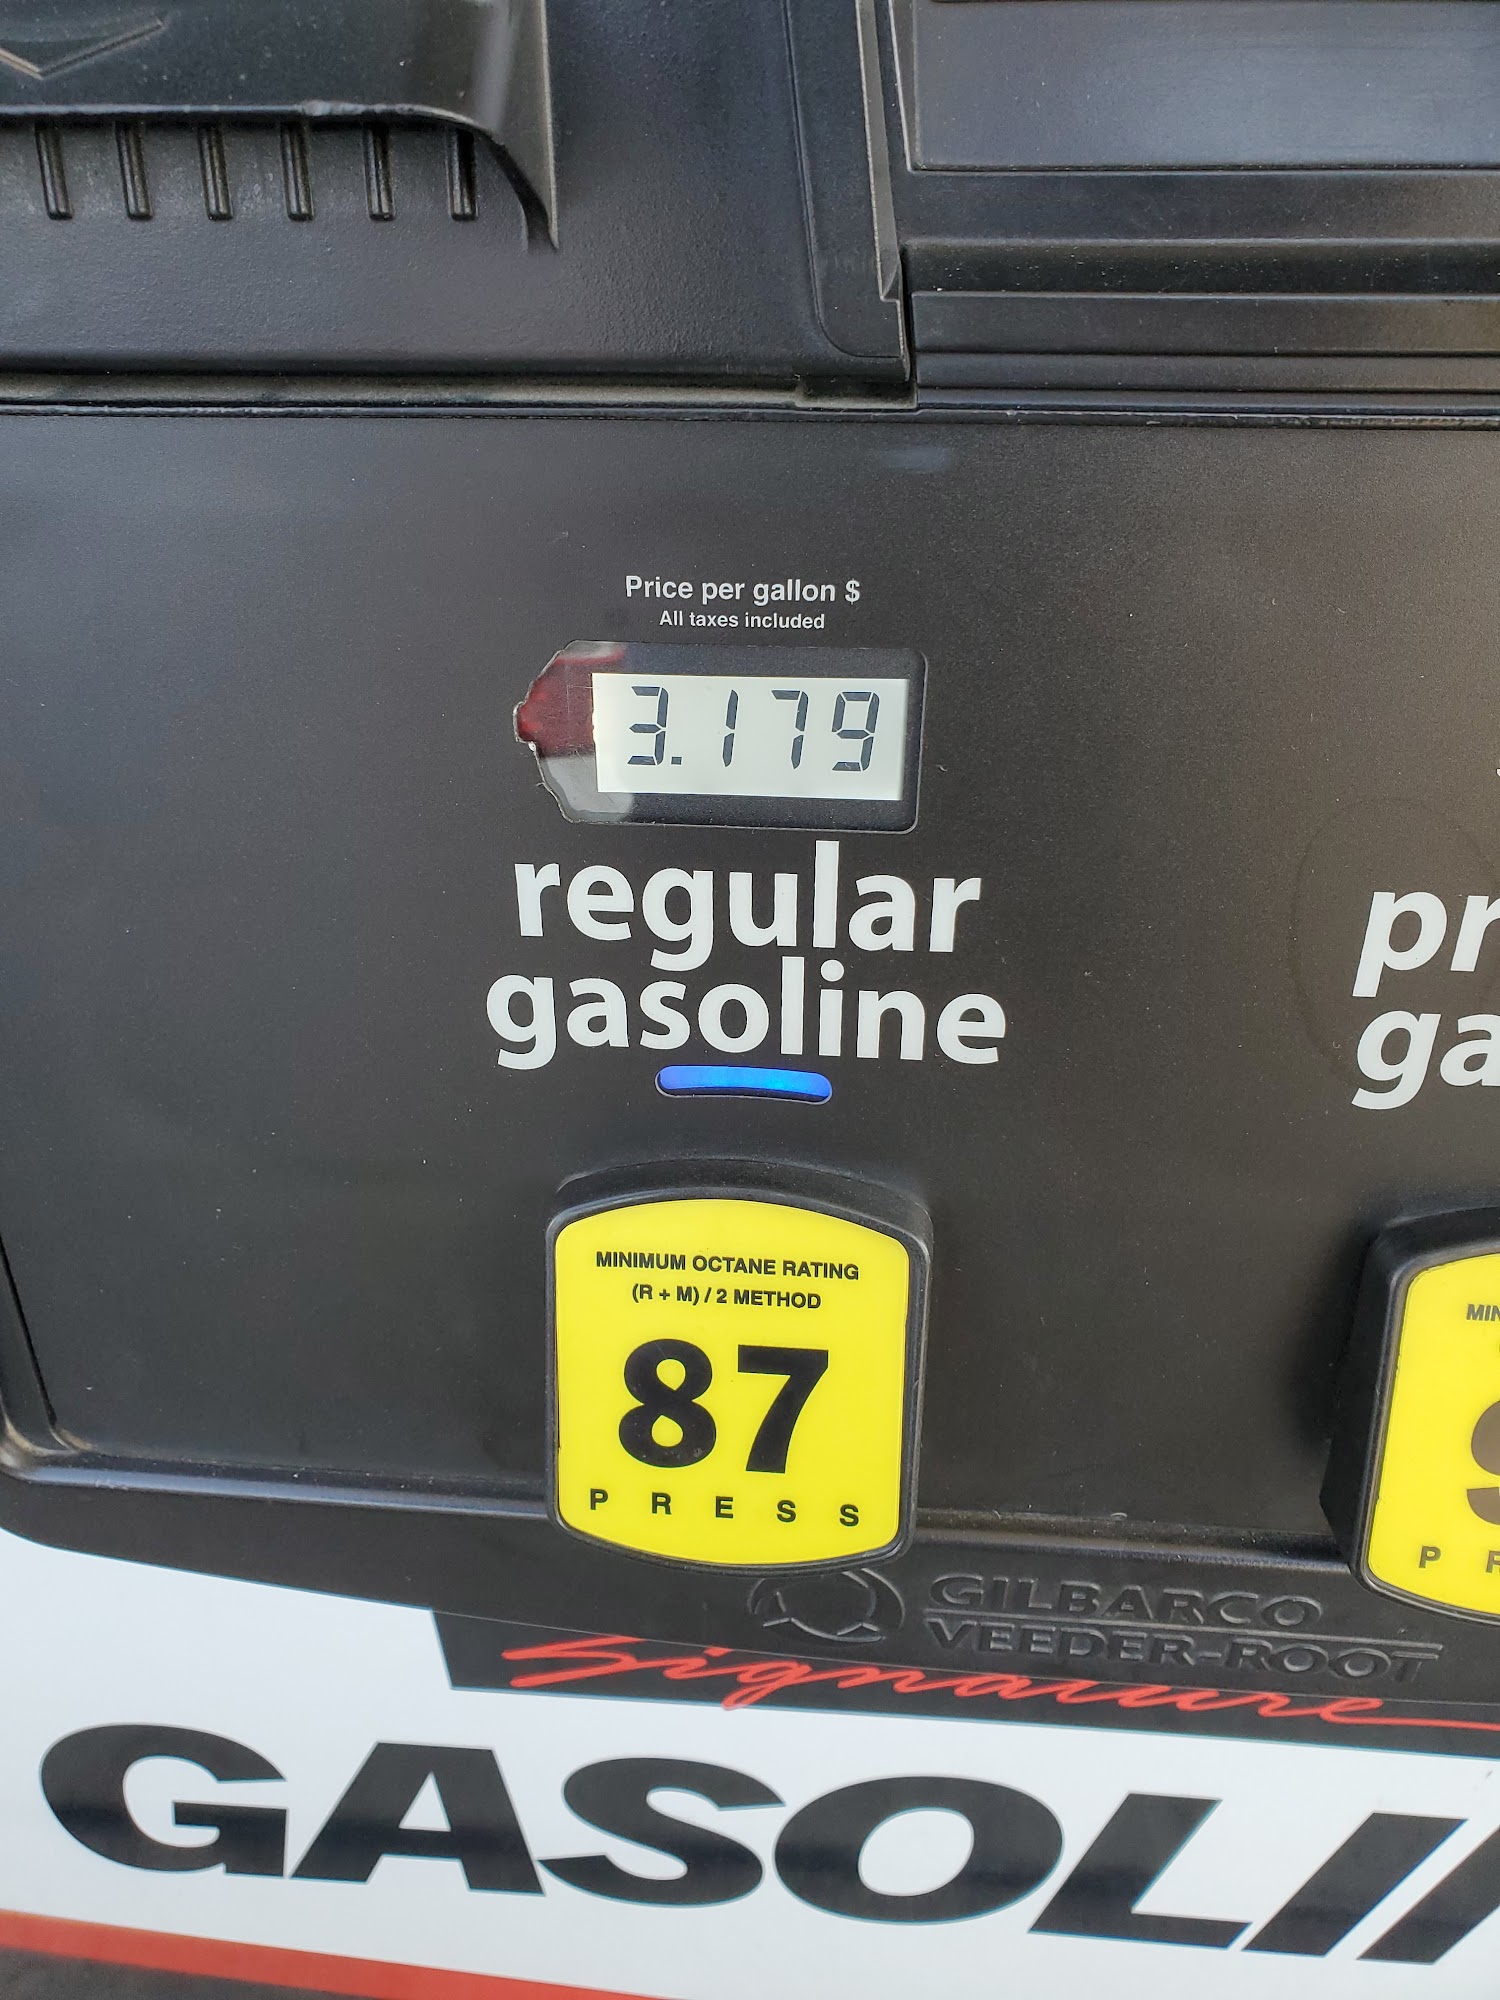 Price per gallon $
All taxes included
3.179
regular
gasoline
MINIMUM OCTANE RATING
(R + M) / 2 METHOD
87
PRESS
GILBARCO
VEEDER-ROOT
Signature